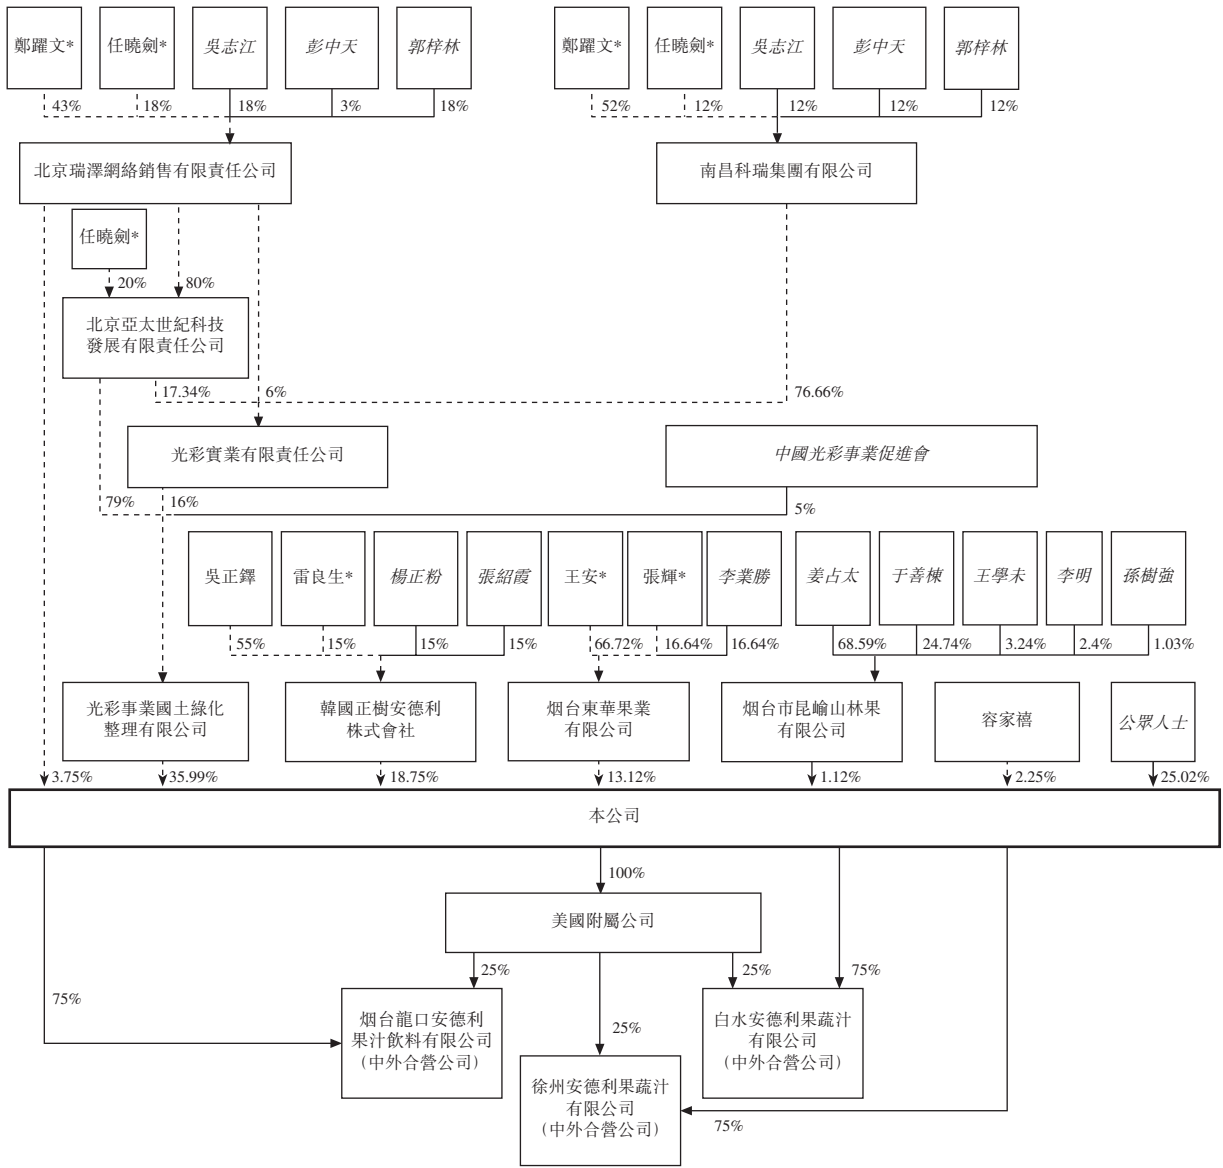 鄭躍文*
任曉劍*
吳志江
彭中天
郭梓林
鄭躍文*
任曉劍*
吳志江
彭中天
郭梓林
43%
18%
18%
3%
18%
52%
12%
12%
12%
12%
北京瑞澤網絡銷售有限責任公司
南昌科瑞集團有限公司
任曉劍*
20%
80%
北京亞太世紀科技
發展有限責任公司
17.34%
6%
76.66%
光彩實業有限責任公司
中國光彩事業促進會
79%
16%
5%
吳正鐸
雷良生*
楊正粉
張紹霞
王安*
張輝*
李業勝
姜占太
于善棟
王學未
李明
孫樹強
55%
15%
15%
15%
66.72%
16.64%
16.64%
68.59%
24.74%
3.24%
2.4%
1.03%
光彩事業國土綠化
整理有限公司
韓國正樹安德利
株式會社
烟台東華果業
有限公司
烟台市昆崳山林果
有限公司
容家禧
公眾人士
3.75%
35.99%
18.75%
13.12%
1.12%
2.25%
25.02%
本公司
100%
美國附屬公司
25%
25%
75%
75%
25%
烟台龍口安德利
果汁飲料有限公司
(中外合營公司)
白水安德利果蔬汁
有限公司
(中外合營公司)
徐州安德利果蔬汁
有限公司
(中外合營公司)
75%